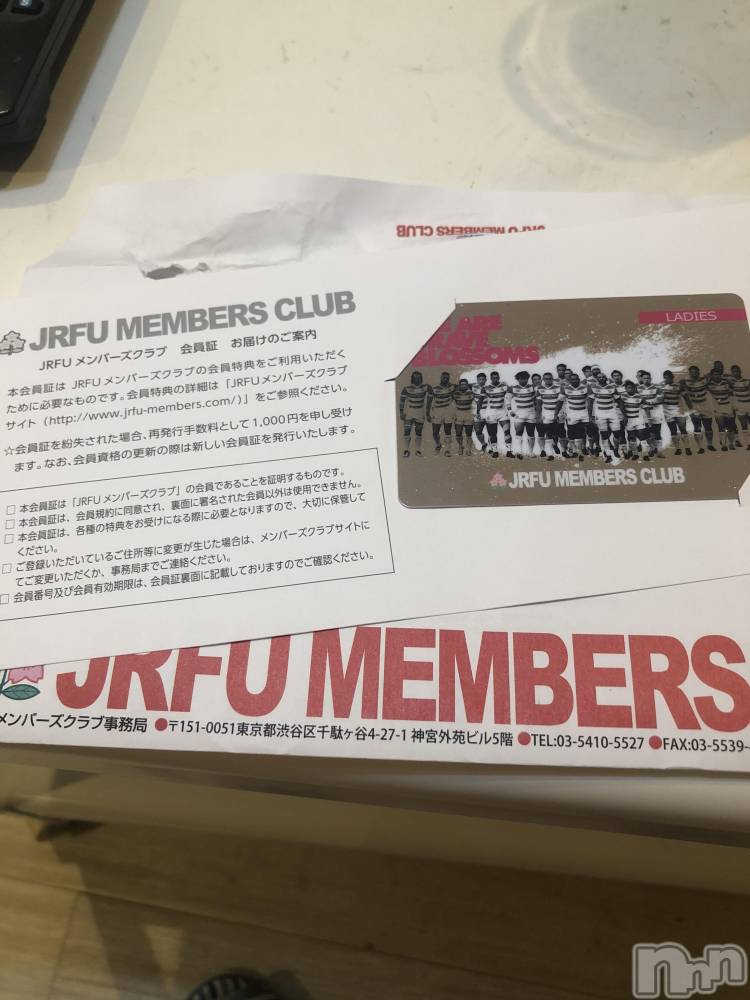 JRFU MEMBERS CLUB
JRFU MEMBERS CLUB
JRFU メンバーズクラブ 会員証 お届けのご案内
本会員証は JRFU メンバーズクラブの会員特典をご利用いただく
ために必要なものです。会員特典の詳細は「JRFUメンバーズクラブ
サイト(http://www.jrfu-members.com/)」をご参照ください。
☆会員証を紛失された場合、再発行手数料として1,000円を申し受け
ます。なお、会員資格の更新の際は新しい会員証を発行いたします。
□ 本会員証は「JRFUメンバーズクラブ」の会員であることを証明するものです。
□ 本会員証は、会員規約に同意され、裏面に署名された会員以外は使用できません。
□ 本会員証は、各種の特典をお受けになる際に必要となりますので、大切に保管して
ください。
□ ご登録いただいているご住所等に変更が生じた場合は、メンバーズクラブサイトに
てご変更いただくか、事務局までご連絡ください。
□ 会員番号及び会員有効期限は、会員証裏面に記載しておりますのでご確認ください。
LADIES
ARE
BLOSSOMS
JRFU MEMBERS CLUB
JRFU MEMBERS
メンバーズクラブ事務局 ●〒151-0051東京都渋谷区千駄ヶ谷4-27-1 神宮外苑ビル5階 ●TEL:03-5410-5527 ●FAX:03-5539-
nnn